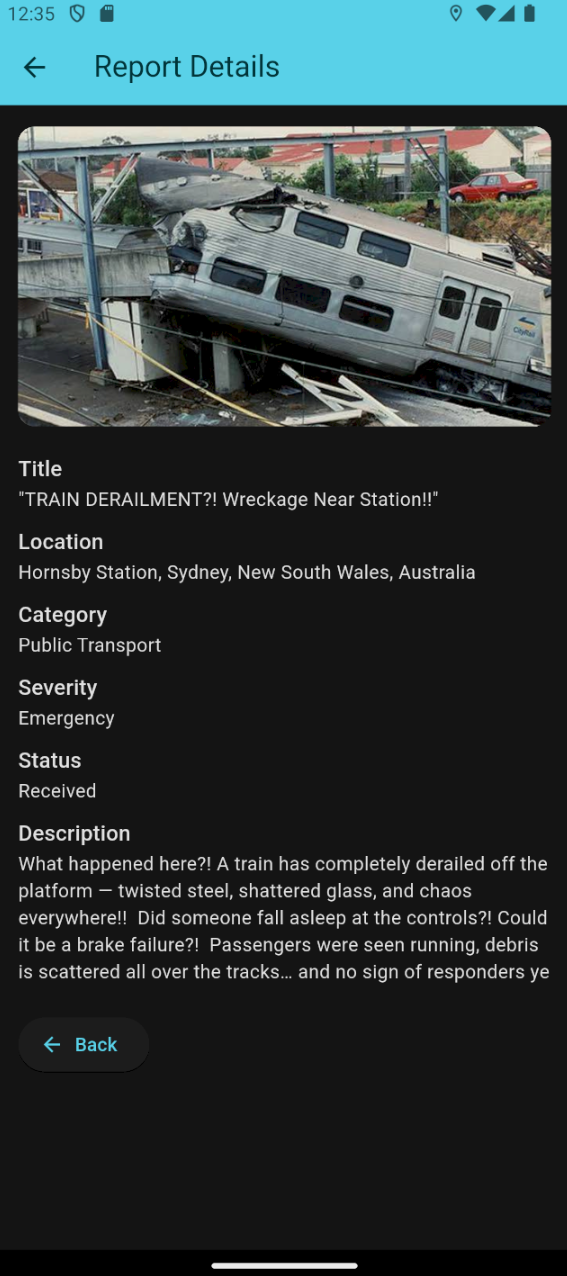 12:35
Report Details
CityRail
Title
"TRAIN DERAILMENT?! Wreckage Near Station!!"
Location
Hornsby Station, Sydney, New South Wales, Australia
Category
Public Transport
Severity
Emergency
Status
Received
Description
What happened here?! A train has completely derailed off the
platform — twisted steel, shattered glass, and chaos
everywhere!!  Did someone fall asleep at the controls?! Could
it be a brake failure?!  Passengers were seen running, debris
is scattered all over the tracks… and no sign of responders ye
Back